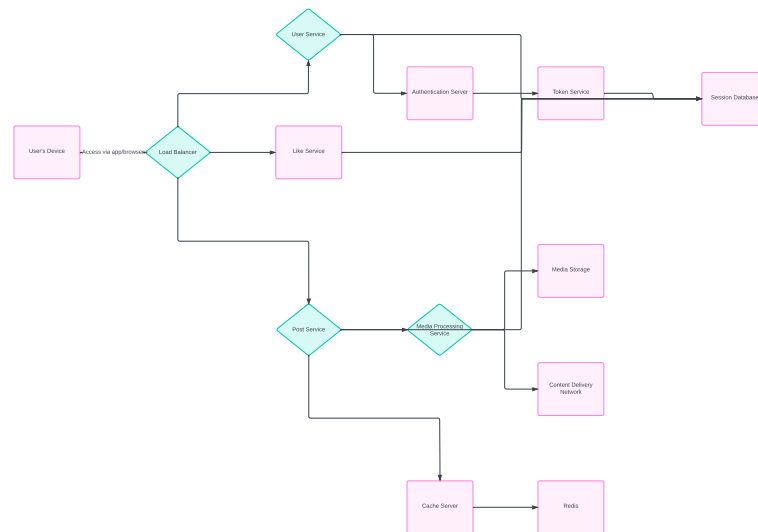 User Service
Authentication Server
Token Service
Session Database
User's Device
Access via app/browser
Load Balancer
Like Service
Media Storage
Post Service
Media Processing
Service
Content Delivery
Network
Cache Server
Redis